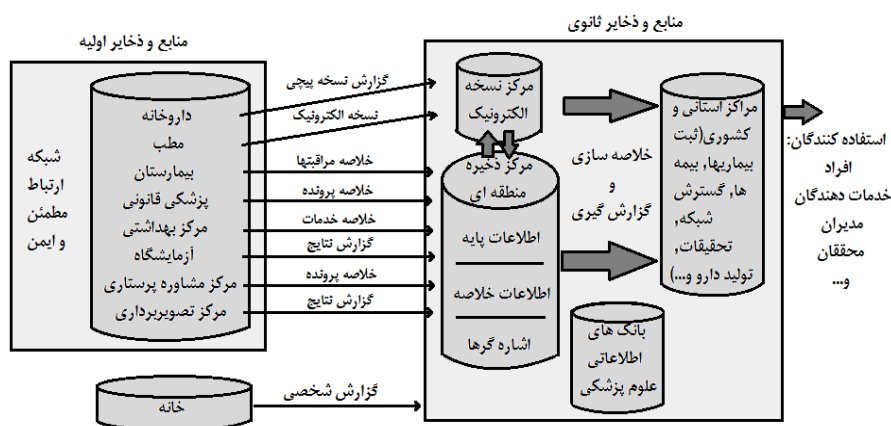 منابع و ذخایر اولیه
شبکه
ارتباط
مطمئن
و ایمن
داروخانه
مطب
بیمارستان
پزشکی قانونی
مرکز بهداشتی
آزمایشگاه
مرکز مشاوره پرستاری
مرکز تصویربرداری
خانه
گزارش نسخه پیچی
نسخه الکترونیک
خلاصه مراقبتها
خلاصه پرونده
خلاصه خدمات
گزارش نتایج
خلاصه پرونده
گزارش نتایج
گزارش شخصی
منابع و ذخایر ثانوی
مرکز نسخه
الکترونیک
مرکز ذخیره
منطقه ای
اطلاعات پایه
اطلاعات خلاصه
اشاره گرها
خلاصه سازی
و
گزارش گیری
بانک های
اطلاعاتی
علوم پزشکی
مراکز استانی و
کشوری(ثبت
بیماریها, بیمه
ها, گسترش
شبکه,
تحقیقات,
تولید دارو و...)
استفاده کنندگان:
افراد
خدمات دهندگان
مدیران
محققان
و...